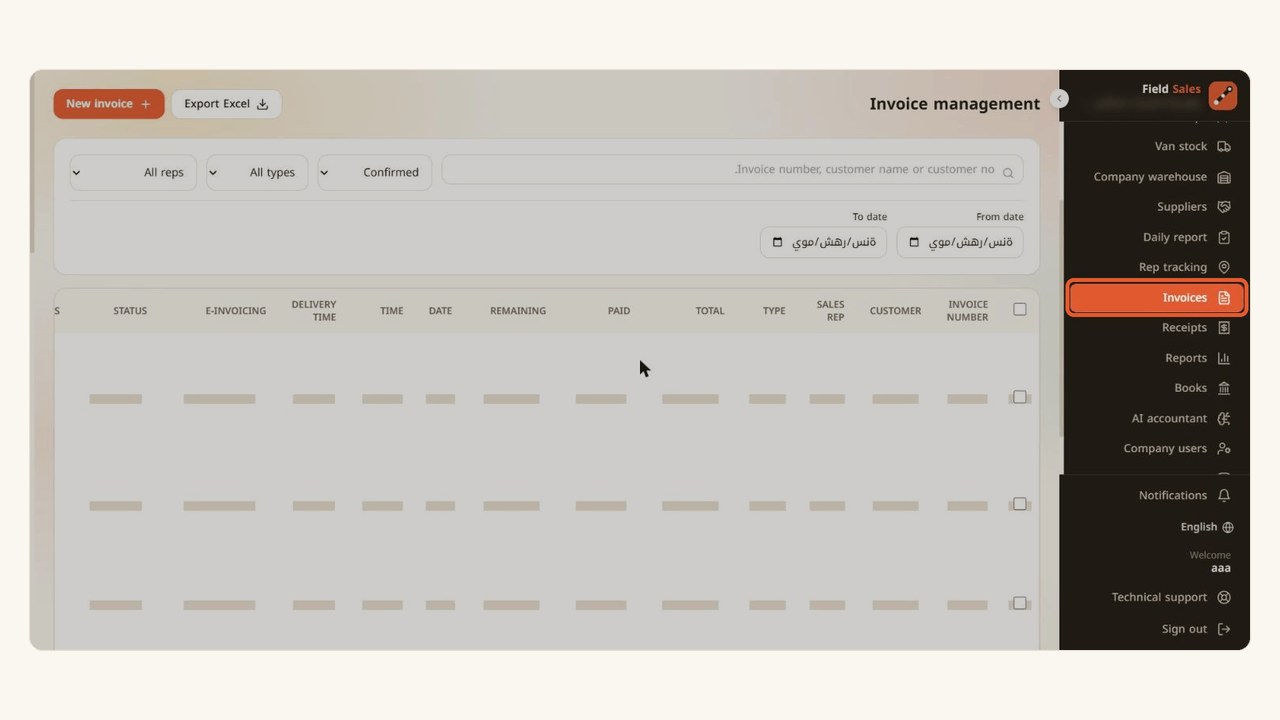 Field Sales
New invoice
Export Excel
Invoice management
All reps
All types
Confirmed
.Invoice number, customer name or customer no
To date
From date
ةنس/رهش/موي
ةنس/رهش/موي
S
STATUS
E-INVOICING
DELIVERY TIME
TIME
DATE
REMAINING
PAID
TOTAL
TYPE
SALES REP
CUSTOMER
INVOICE NUMBER
Van stock
Company warehouse
Suppliers
Daily report
Rep tracking
Invoices
Receipts
Reports
Books
AI accountant
Company users
Notifications
English
Welcome
aaa
Technical support
Sign out